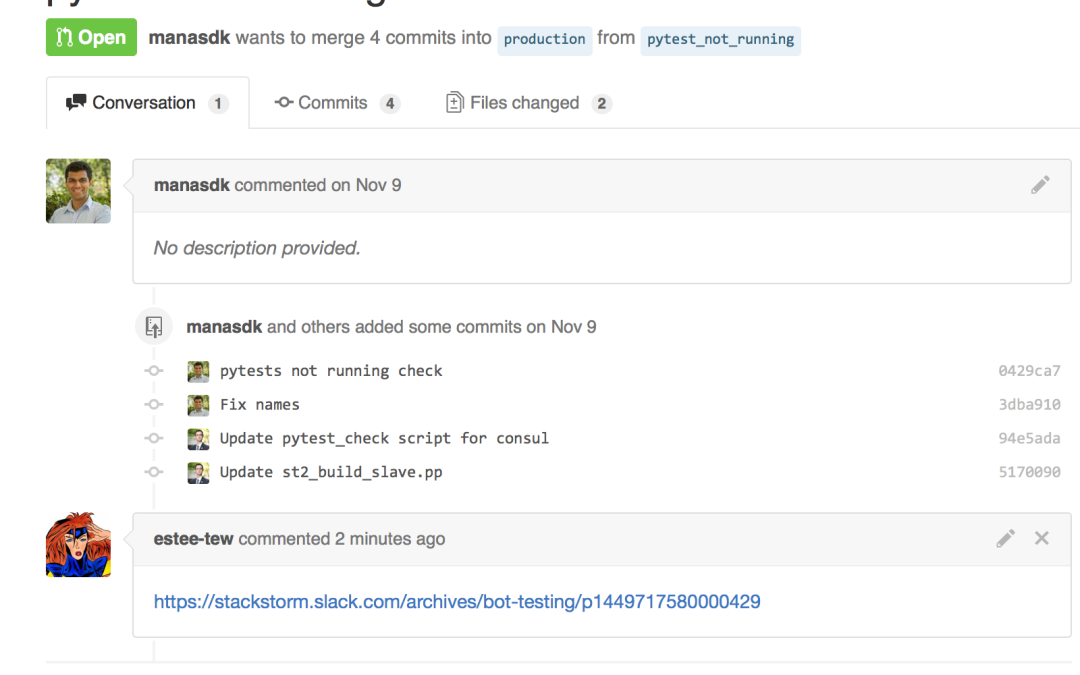 Open manasdk wants to merge 4 commits into production from pytest_not_running
Conversation 1 Commits 4 Files changed 2
manasdk commented on Nov 9
No description provided.
manasdk and others added some commits on Nov 9
pytests not running check 0429ca7
Fix names 3dba910
Update pytest_check script for consul 94e5ada
Update st2_build_slave.pp 5170090
estee-tew commented 2 minutes ago
https://stackstorm.slack.com/archives/bot-testing/p1449717580000429